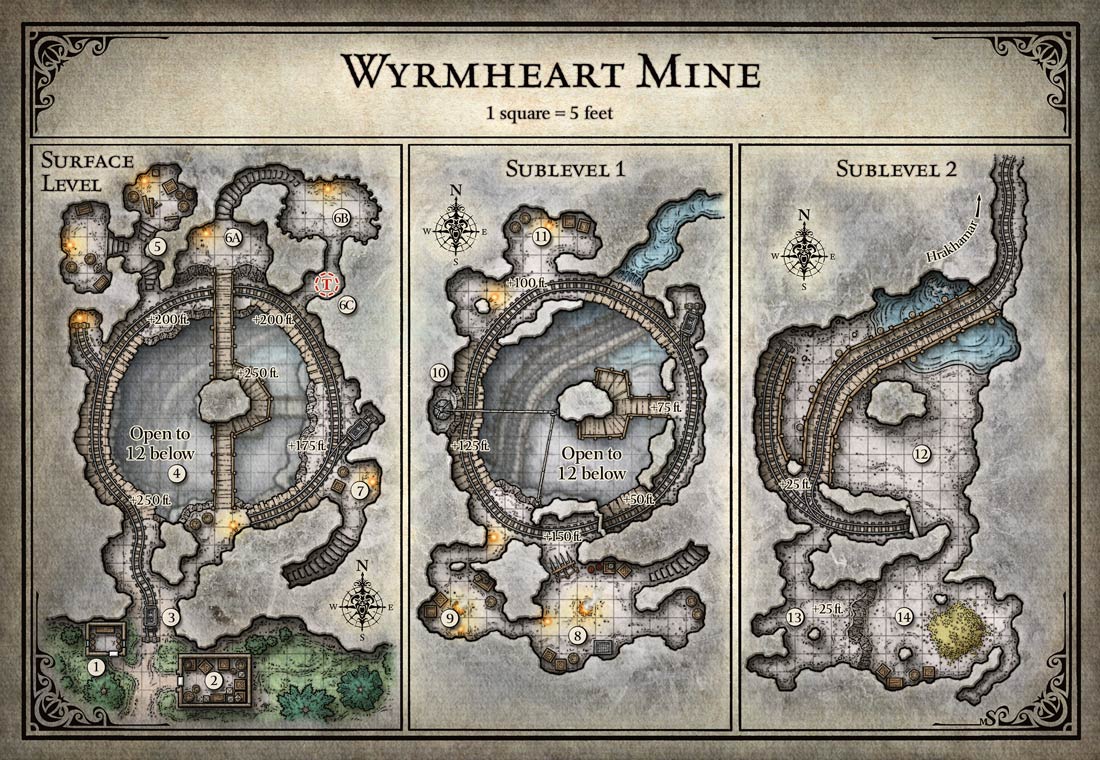 WYRMHEART MINE
1 square = 5 feet
SURFACE
LEVEL
5
6A
6B
T
6C
+200 ft.
+200 ft.
+250 ft.
Open to
12 below
4
+175 ft.
+250 ft.
7
N
W E
S
3
1
2
SUBLEVEL 1
N
W E
S
11
+100 ft.
10
+75 ft.
+125 ft.
Open to
12 below
+50 ft.
+150 ft.
9
8
SUBLEVEL 2
N
W E
S
Hrakhamar
12
+25 ft.
13
+25 ft.
14
MS